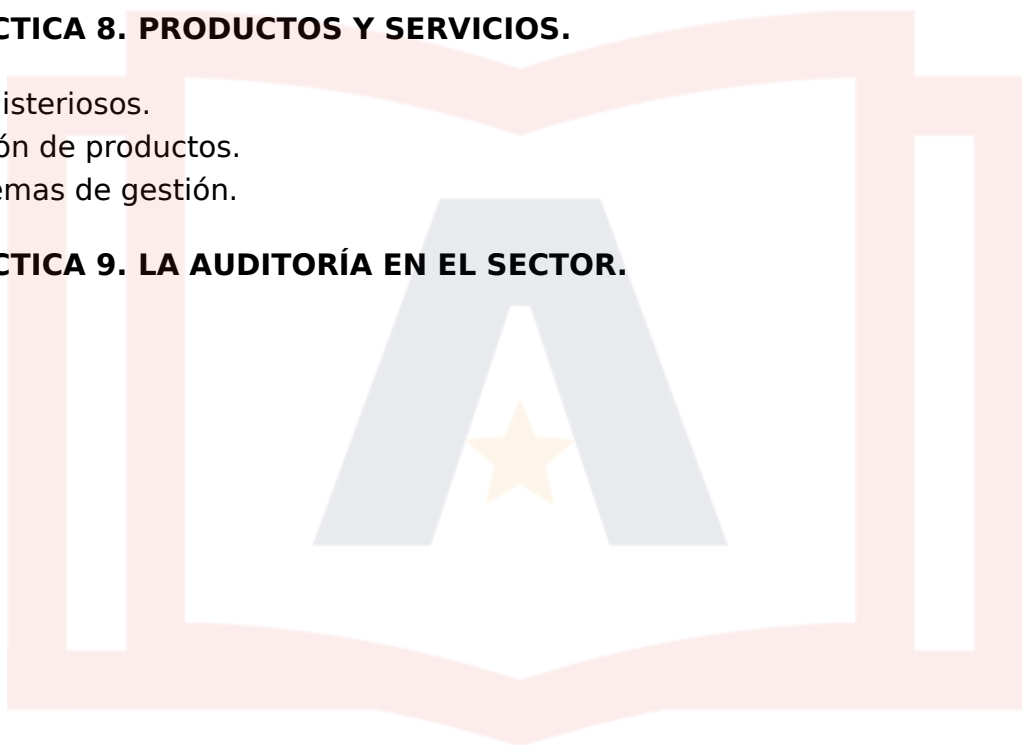 CTICA 8. PRODUCTOS Y SERVICIOS.
isteriosos.
ón de productos.
emas de gestión.
CTICA 9. LA AUDITORÍA EN EL SECTOR.